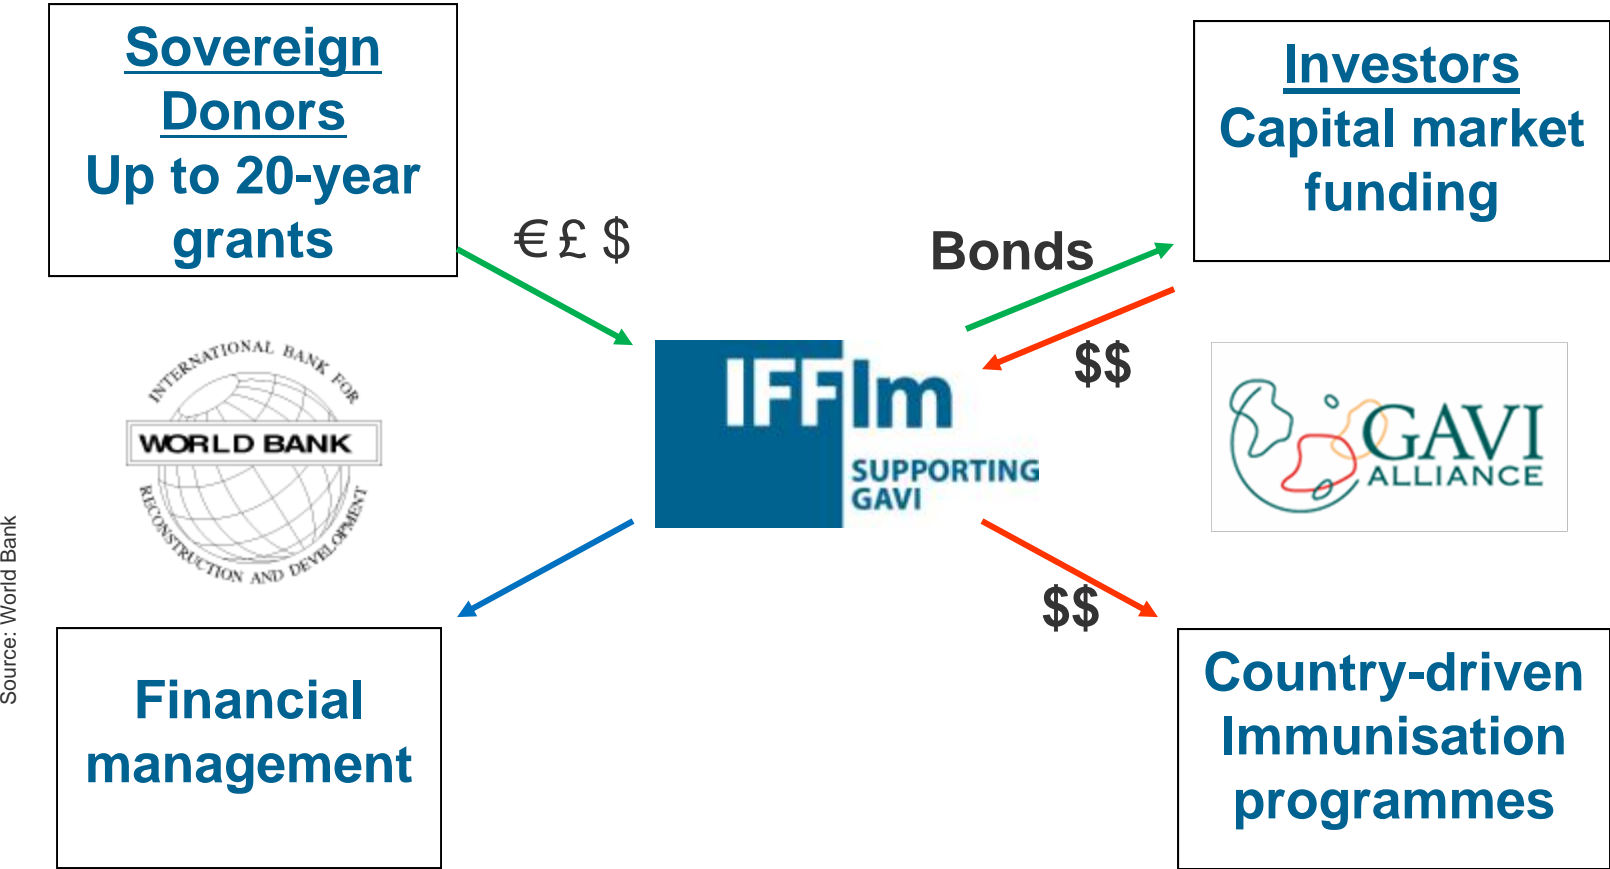 Sovereign
Donors
Up to 20-year
grants
€ £ $
Bonds
Investors
Capital market
funding
$$
INTERNATIONAL BANK FOR
WORLD BANK
RECONSTRUCTION AND DEVELOPMENT
IFFIm
SUPPORTING
GAVI
GAVI
ALLIANCE
Source: World Bank
$$
Financial
management
Country-driven
Immunisation
programmes